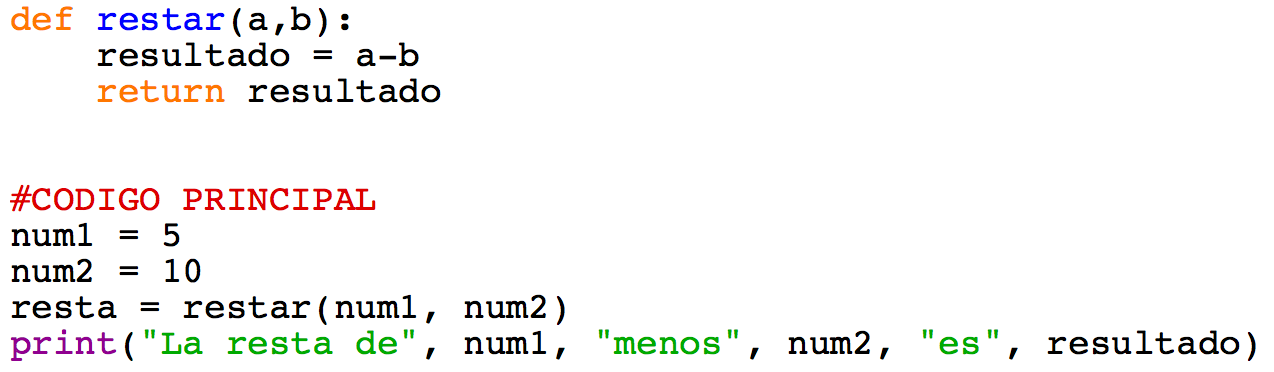 def restar(a,b):
    resultado = a-b
    return resultado
#CODIGO PRINCIPAL
num1 = 5
num2 = 10
resta = restar(num1, num2)
print("La resta de", num1, "menos", num2, "es", resultado)